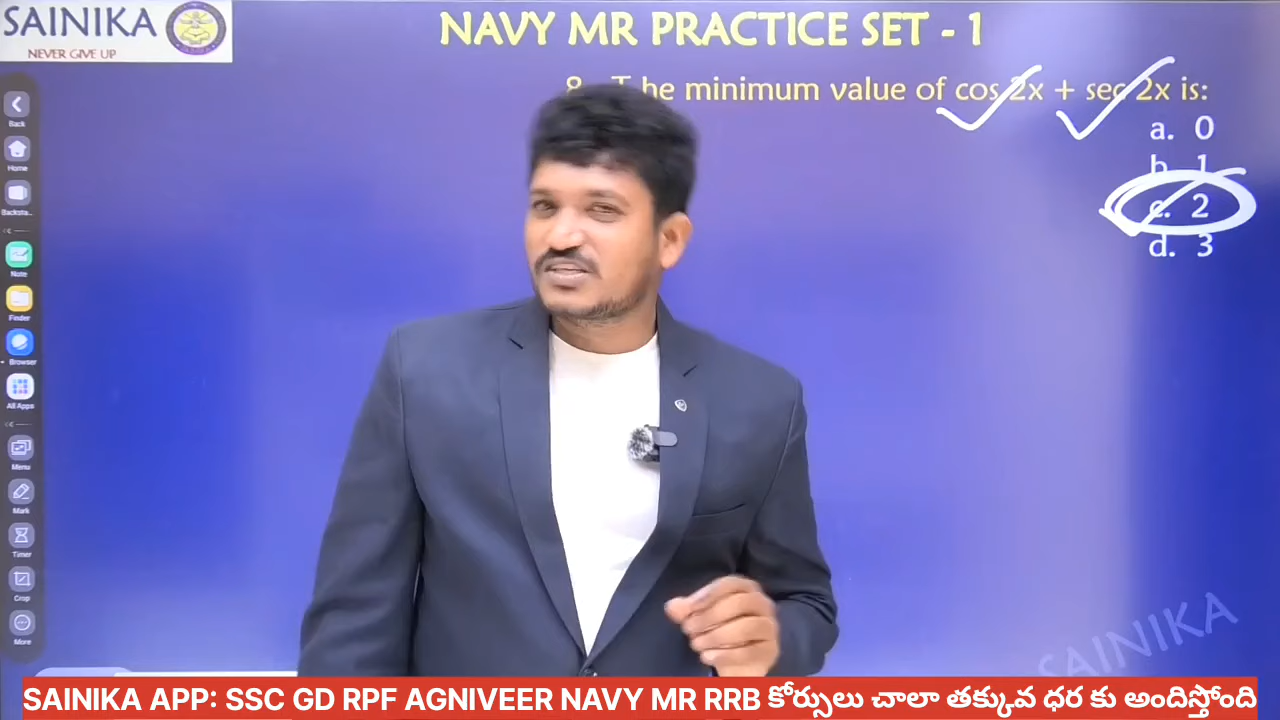 SAINIKA
NEVER GIVE UP
NAVY MR PRACTICE SET - 1
8. The minimum value of cos 2x + sec 2x is:
a. 0
b. 1
c. 2
d. 3
Back
Home
Note
Finder
Browser
All Apps
Menu
Mark
Timer
Crop
More
SAINIKA
SAINIKA APP: SSC GD RPF AGNIVEER NAVY MR RRB కోర్సులు చాలా తక్కువ ధర కు అందిస్తోంది